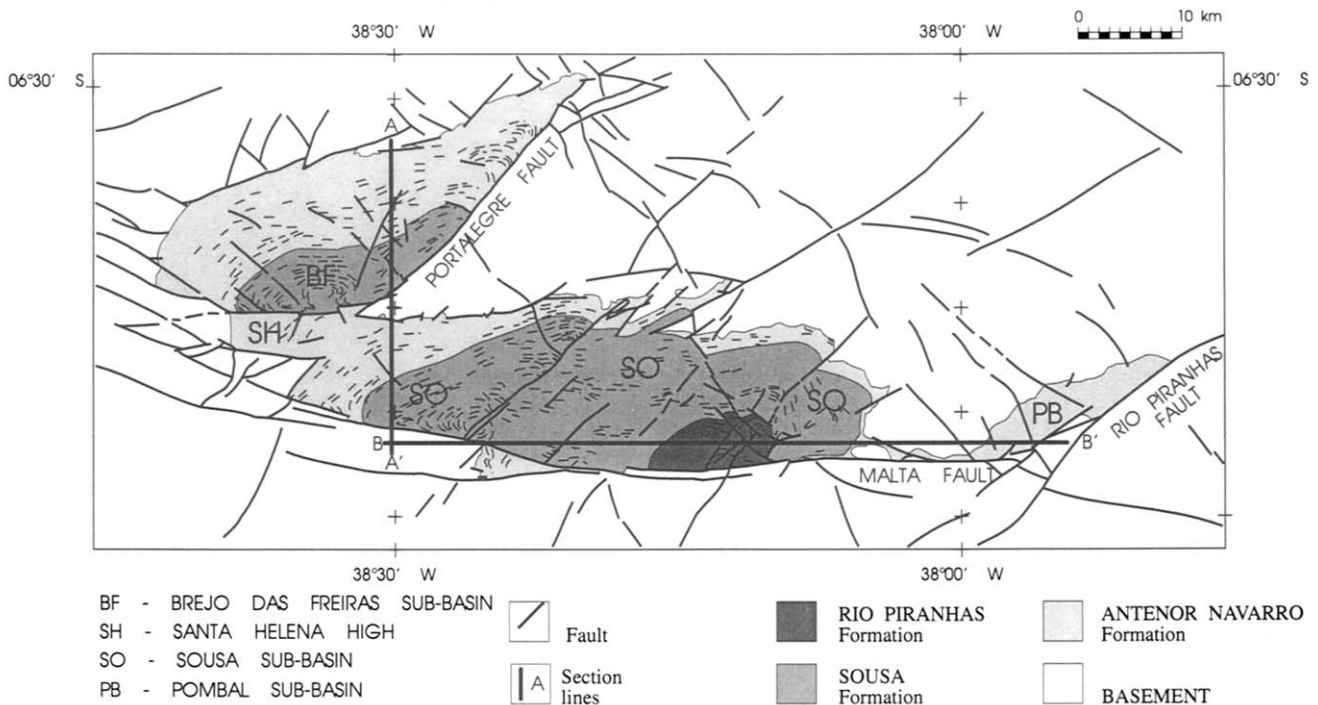 0 10 km
38°30' W 38°00' W
06°30' S 06°30' S
A
PORTALEGRE FAULT
BF
SH
SO
SO
SO
PB
RIO PIRANHAS
FAULT
B B'
A'
MALTA FAULT
38°30' W 38°00' W
BF - BREJO DAS FREIRAS SUB-BASIN
SH - SANTA HELENA HIGH
SO - SOUSA SUB-BASIN
PB - POMBAL SUB-BASIN
Fault
A Section
lines
RIO PIRANHAS
Formation
SOUSA
Formation
ANTENOR NAVARRO
Formation
BASEMENT